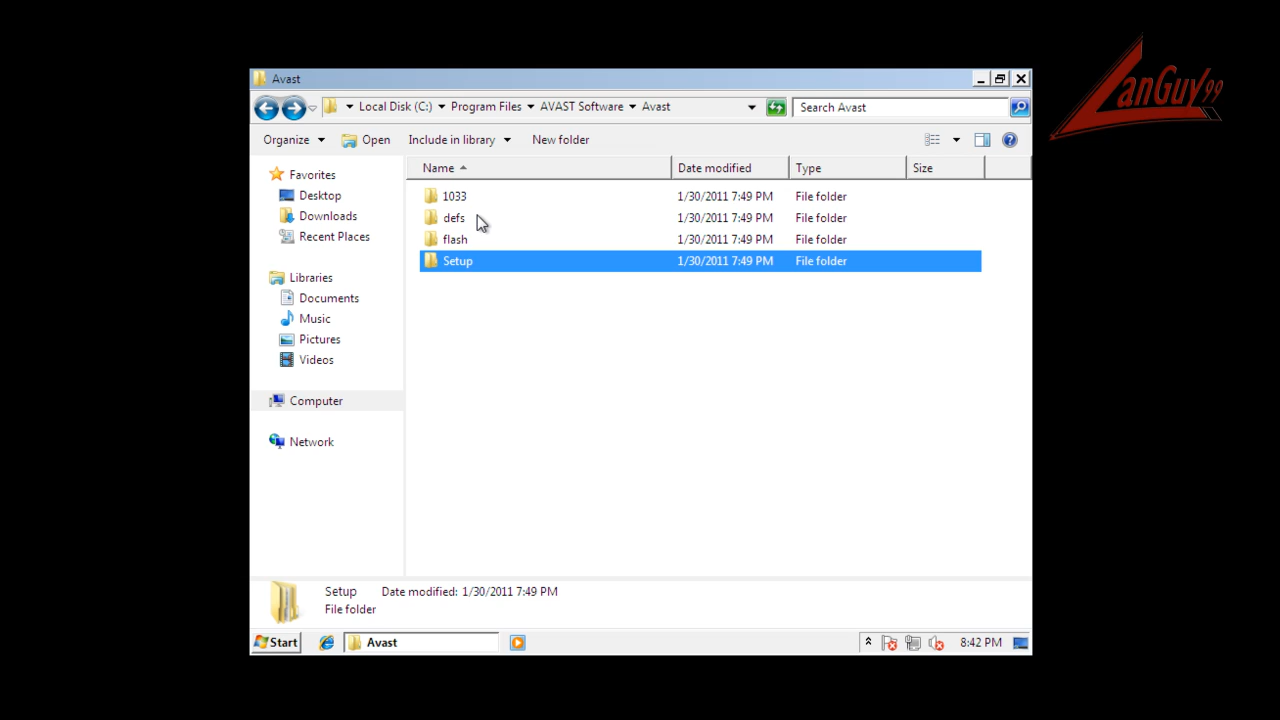 LanGuy99
Avast
Local Disk (C:) Program Files AVAST Software Avast
Search Avast
Organize Open Include in library New folder
Name Date modified Type Size
Favorites
Desktop
Downloads
Recent Places
Libraries
Documents
Music
Pictures
Videos
Computer
Network
1033 1/30/2011 7:49 PM File folder
defs 1/30/2011 7:49 PM File folder
flash 1/30/2011 7:49 PM File folder
Setup 1/30/2011 7:49 PM File folder
Setup Date modified: 1/30/2011 7:49 PM
File folder
Start Avast 8:42 PM